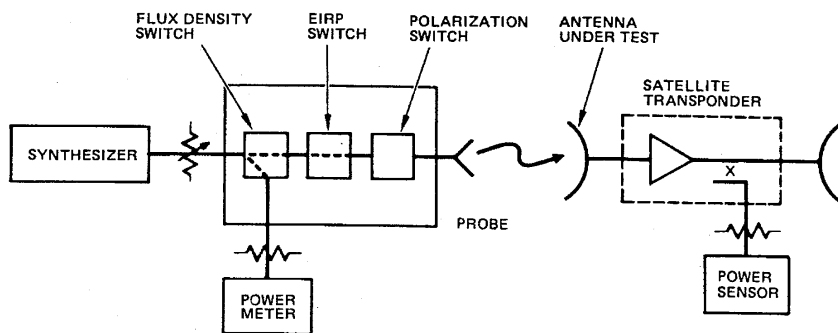 FLUX DENSITY
SWITCH
EIRP
SWITCH
POLARIZATION
SWITCH
ANTENNA
UNDER TEST
SATELLITE
TRANSPONDER
SYNTHESIZER
X
PROBE
POWER
METER
POWER
SENSOR